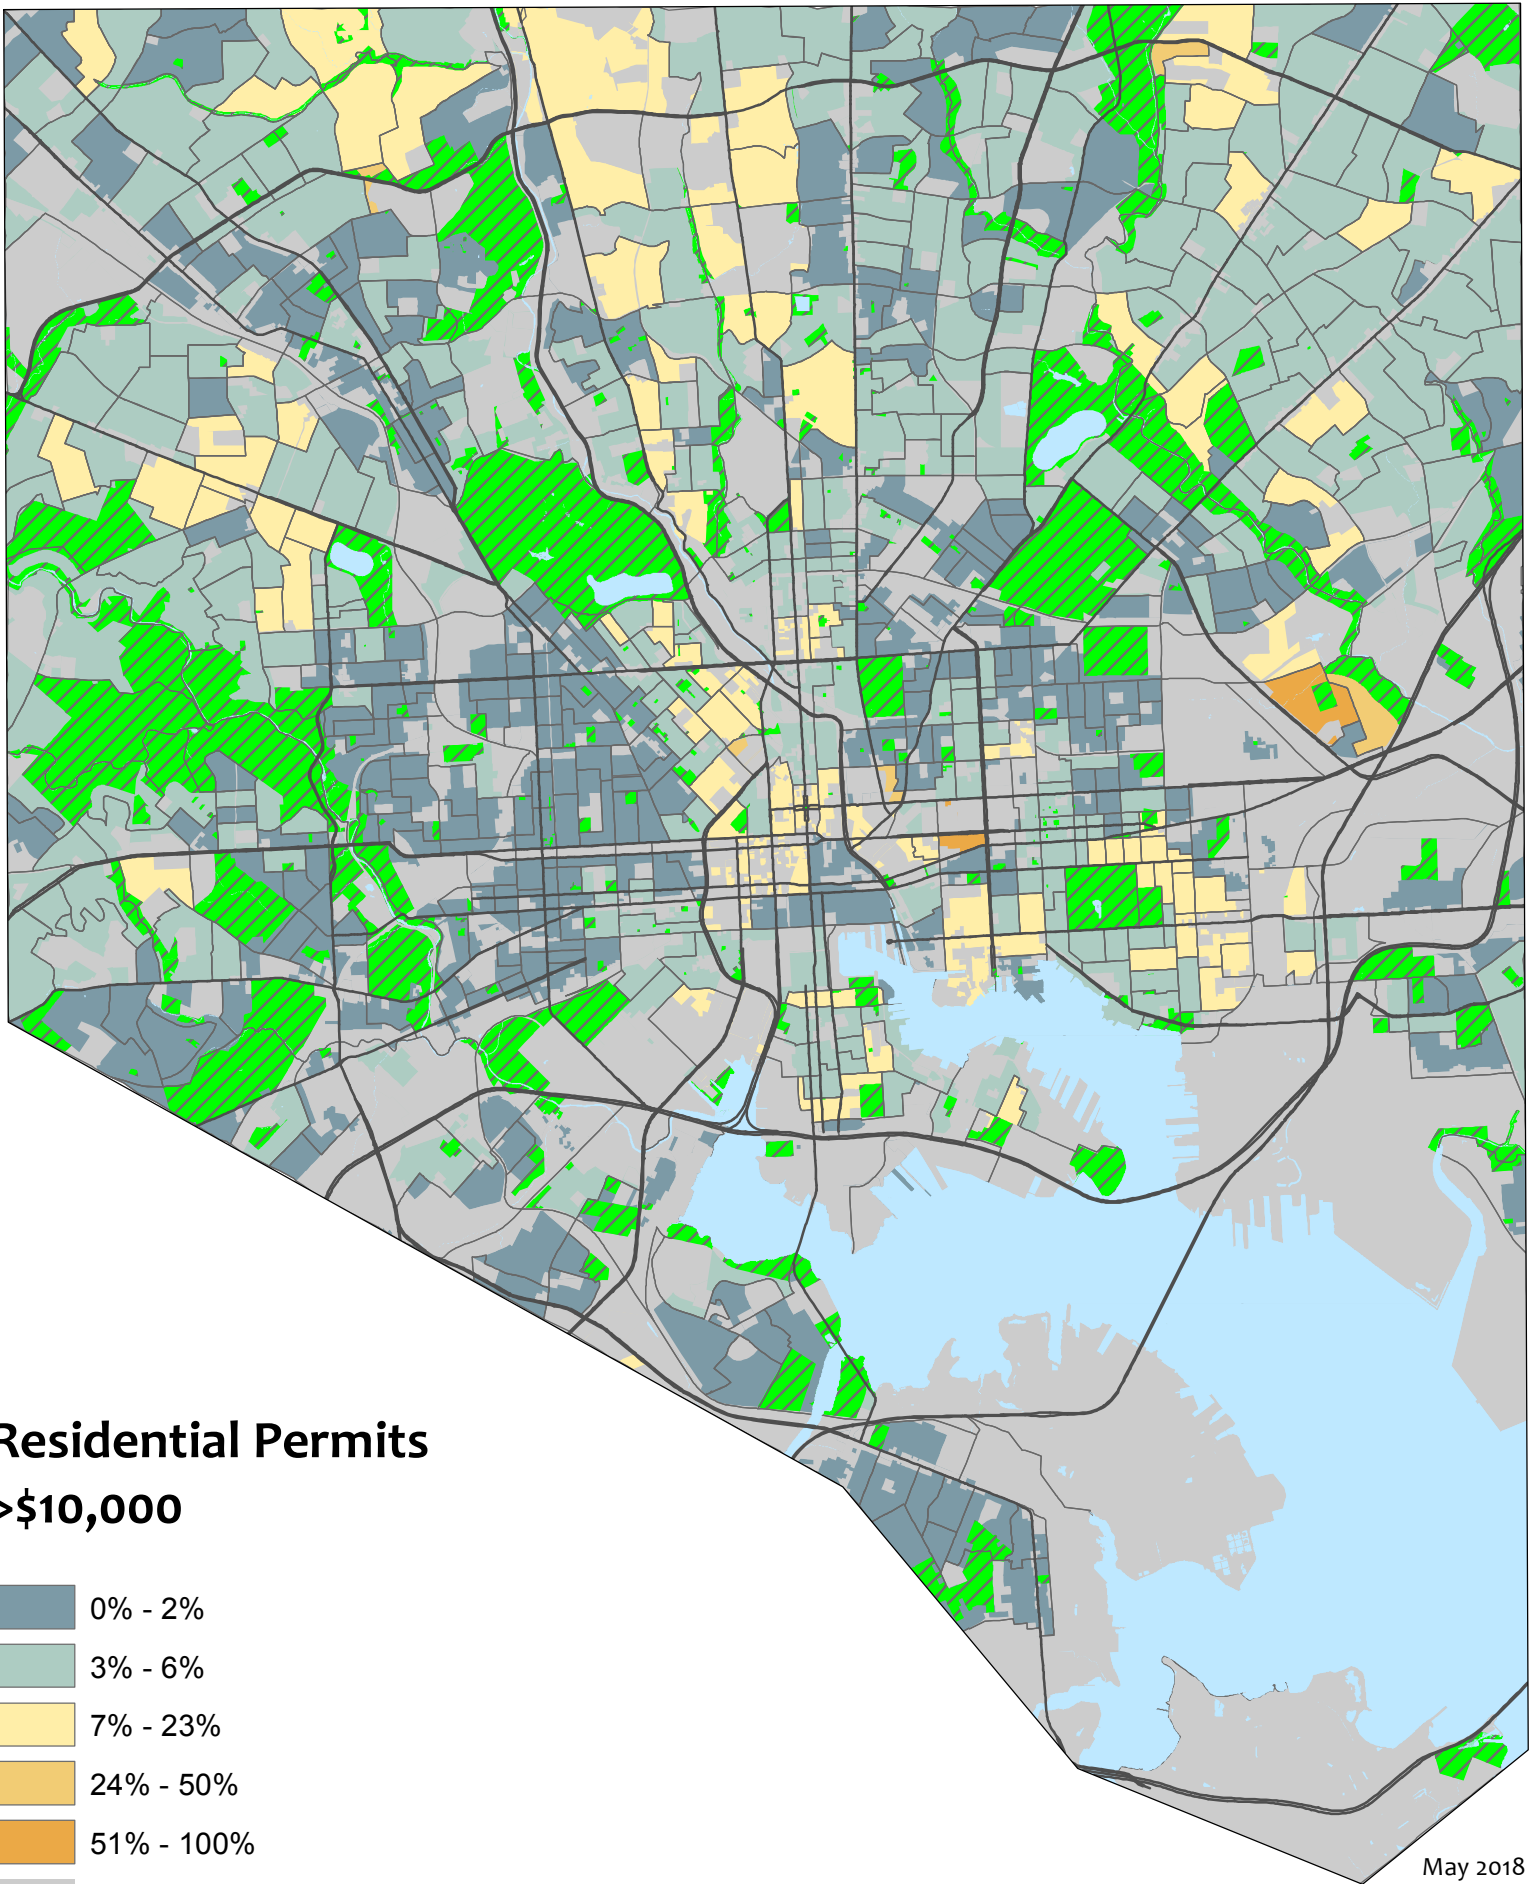 Residential Permits
>$10,000
0% - 2%
3% - 6%
7% - 23%
24% - 50%
51% - 100%
May 2018